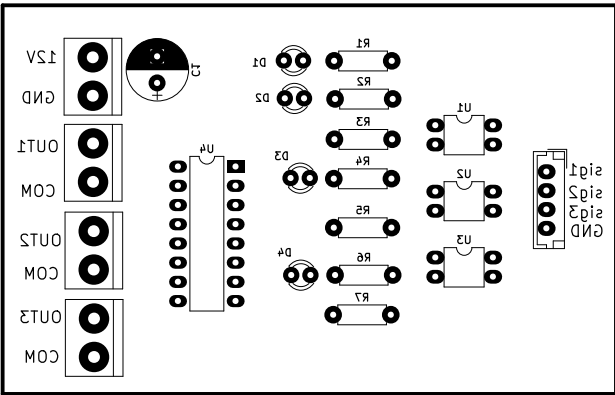 12V
GND
OUT1
COM
OUT2
COM
OUT3
COM
C1
+
U4
D1
D2
D3
D4
R1
R2
R3
R4
R5
R6
R7
U1
U2
U3
sig1
sig2
sig3
GND